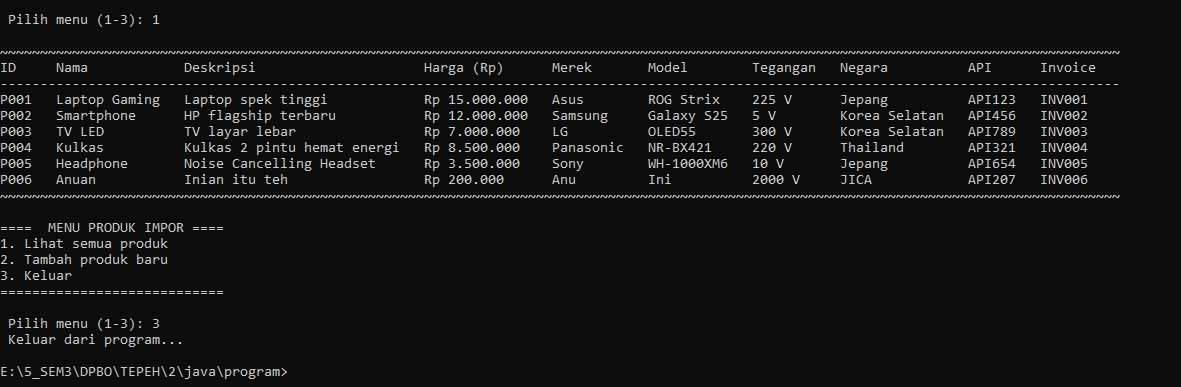 Pilih menu (1-3): 1
~~~~~~~~~~~~~~~~~~~~~~~~~~~~~~~~~~~~~~~~~~~~~~~~~~~~~~~~~~~~~~~~~~~~~~~~~~~~~~~~~~~~~~~~~~~~~~~~~~~~~~~~~~~~~~~~~~~~~~~~~~~~~~~~~~~~~~~~~~~~
ID     Nama            Deskripsi                     Harga (Rp)      Merek       Model        Tegangan   Negara          API      Invoice
--------------------------------------------------------------------------------------------------------------------------------------------
P001   Laptop Gaming   Laptop spek tinggi            Rp 15.000.000   Asus        ROG Strix    225 V      Jepang          API123   INV001
P002   Smartphone      HP flagship terbaru           Rp 12.000.000   Samsung     Galaxy S25   5 V        Korea Selatan   API456   INV002
P003   TV LED          TV layar lebar                Rp 7.000.000    LG          OLED55       300 V      Korea Selatan   API789   INV003
P004   Kulkas          Kulkas 2 pintu hemat energi   Rp 8.500.000    Panasonic   NR-BX421     220 V      Thailand        API321   INV004
P005   Headphone       Noise Cancelling Headset      Rp 3.500.000    Sony        WH-1000XM6   10 V       Jepang          API654   INV005
P006   Anuan           Inian itu teh                 Rp 200.000      Anu         Ini          2000 V     JICA            API207   INV006
~~~~~~~~~~~~~~~~~~~~~~~~~~~~~~~~~~~~~~~~~~~~~~~~~~~~~~~~~~~~~~~~~~~~~~~~~~~~~~~~~~~~~~~~~~~~~~~~~~~~~~~~~~~~~~~~~~~~~~~~~~~~~~~~~~~~~~~~~~~~
====  MENU PRODUK IMPOR ====
1. Lihat semua produk
2. Tambah produk baru
3. Keluar
============================
Pilih menu (1-3): 3
Keluar dari program...
E:\5_SEM3\DPBO\TEPEH\2\java\program>